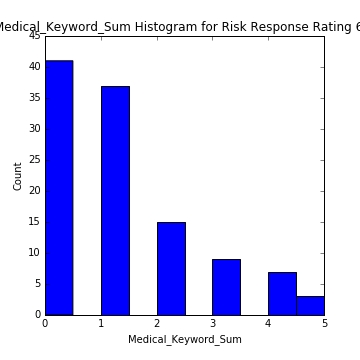 Medical_Keyword_Sum Histogram for Risk Response Rating 6
45
40
35
30
25
20
15
10
5
0
Count
0 1 2 3 4 5
Medical_Keyword_Sum